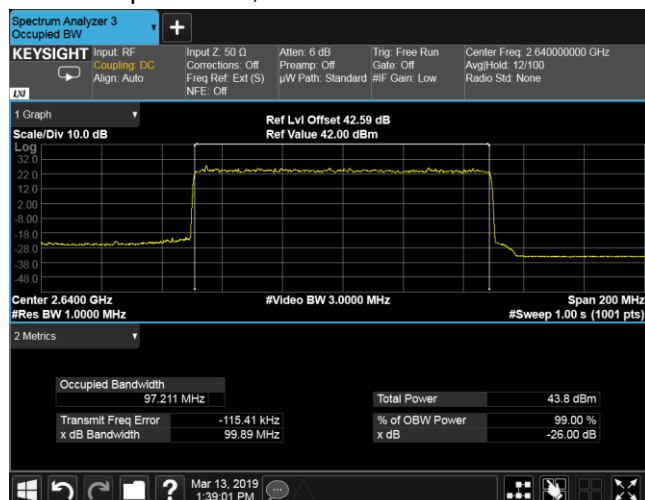 Spectrum Analyzer 3
Occupied BW
+
KEYSIGHT Input: RF Input Z: 50 Ω Atten: 6 dB Trig: Free Run Center Freq: 2.640000000 GHz
Coupling: DC Corrections: Off Preamp: Off Gate: Off Avg|Hold: 12/100
Align: Auto Freq Ref: Ext (S) µW Path: Standard #IF Gain: Low Radio Std: None
LXI NFE: Off
1 Graph Ref Lvl Offset 42.59 dB
Scale/Div 10.0 dB Ref Value 42.00 dBm
Log
32.0
22.0
12.0
2.00
-8.00
-18.0
-28.0
-38.0
-48.0
Center 2.6400 GHz #Video BW 3.0000 MHz Span 200 MHz
#Res BW 1.0000 MHz #Sweep 1.00 s (1001 pts)
2 Metrics
Occupied Bandwidth
97.211 MHz Total Power 43.8 dBm
Transmit Freq Error -115.41 kHz % of OBW Power 99.00 %
x dB Bandwidth 99.89 MHz x dB -26.00 dB
? Mar 13, 2019
1:39:01 PM